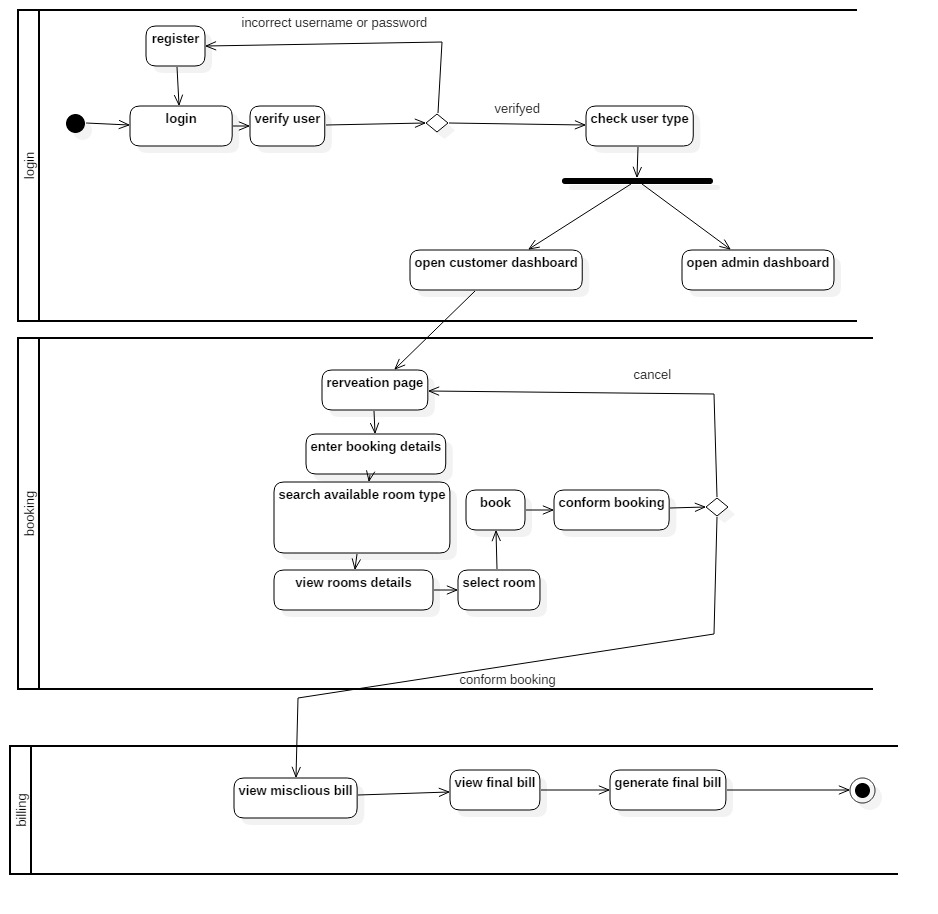 incorrect username or password
register
login
verify user
verifyed
check user type
login
open customer dashboard
open admin dashboard
rerveation page
cancel
enter booking details
search available room type
book
conform booking
booking
view rooms details
select room
conform booking
view misclious bill
view final bill
generate final bill
billing